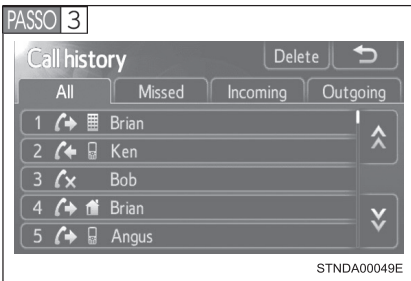 PASSO 3
Call history Delete
All Missed Incoming Outgoing
1 Brian
2 Ken
3 Bob
4 Brian
5 Angus
STNDA00049E